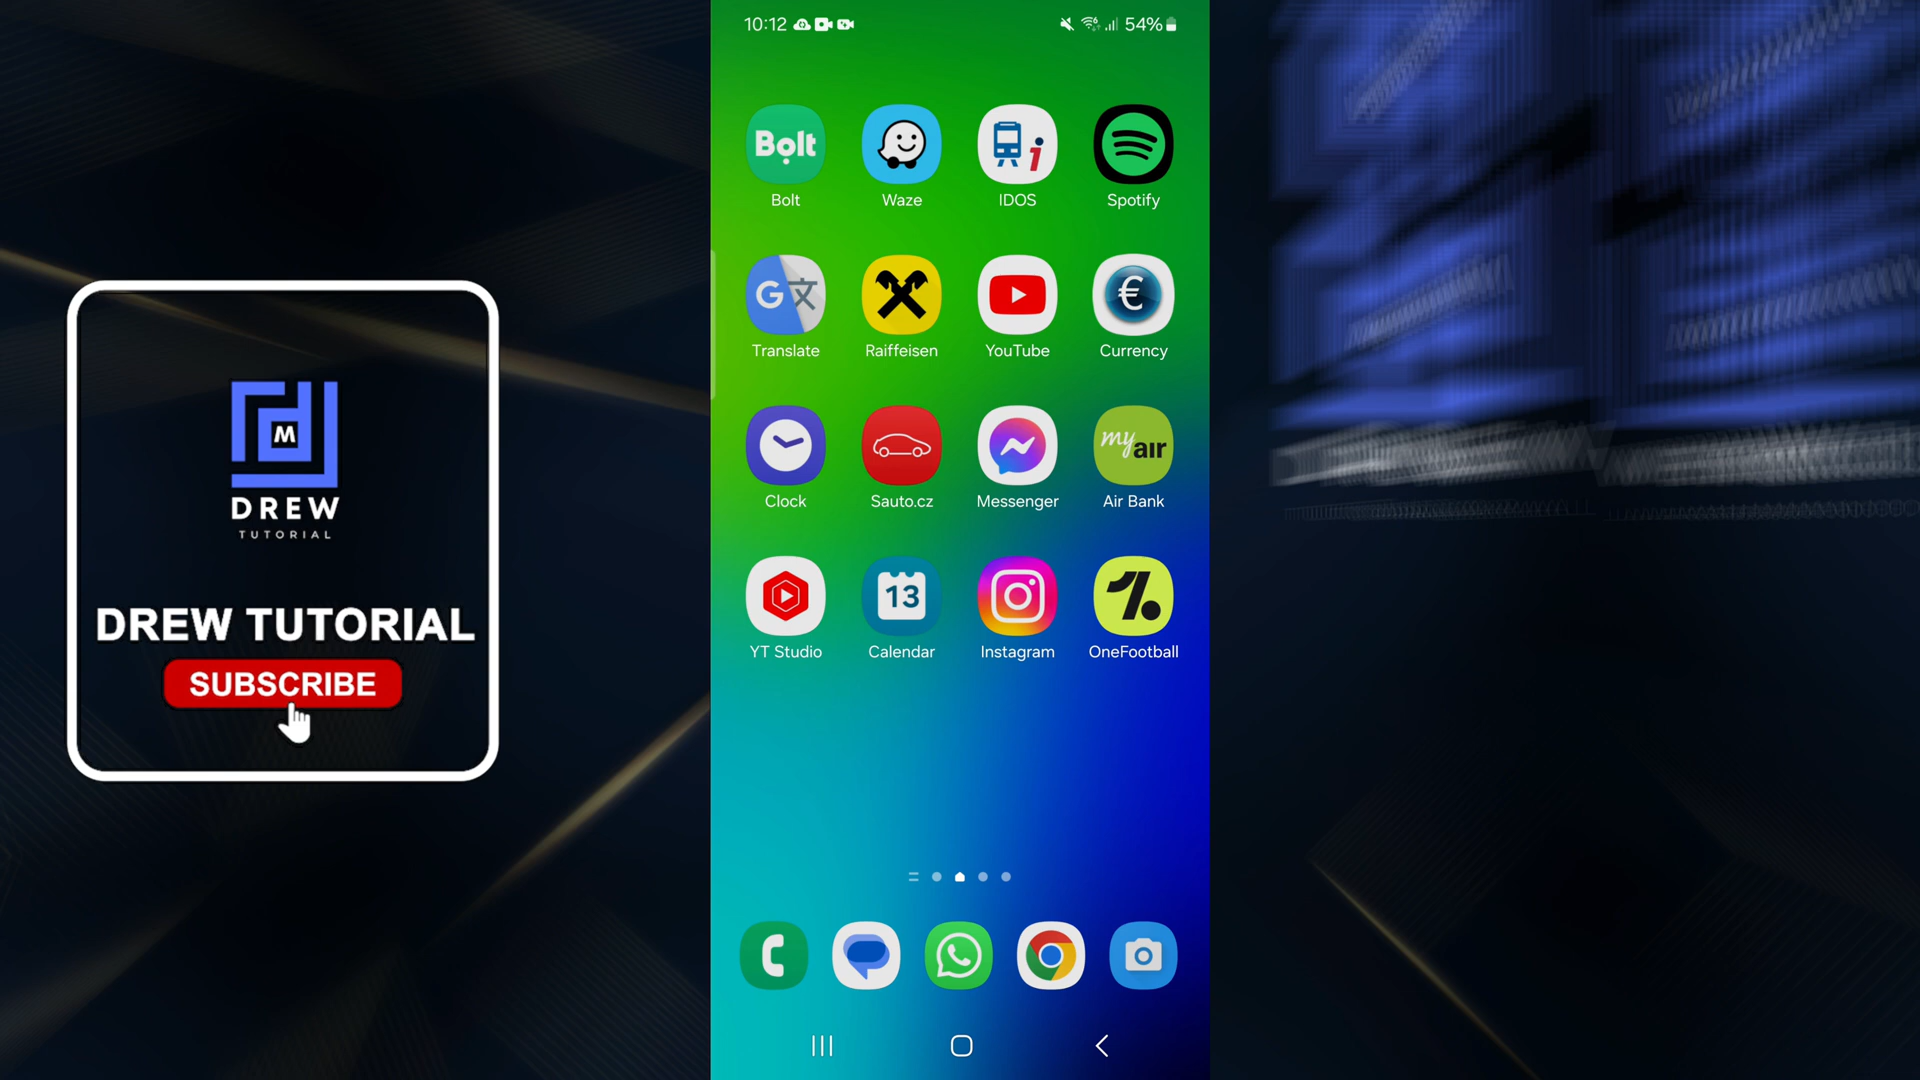 10:12
54%
Bolt
Bolt
Waze
IDOS
Spotify
Translate
Raiffeisen
YouTube
Currency
my air
Clock
Sauto.cz
Messenger
Air Bank
13
YT Studio
Calendar
Instagram
OneFootball
M
DREW
TUTORIAL
DREW TUTORIAL
SUBSCRIBE